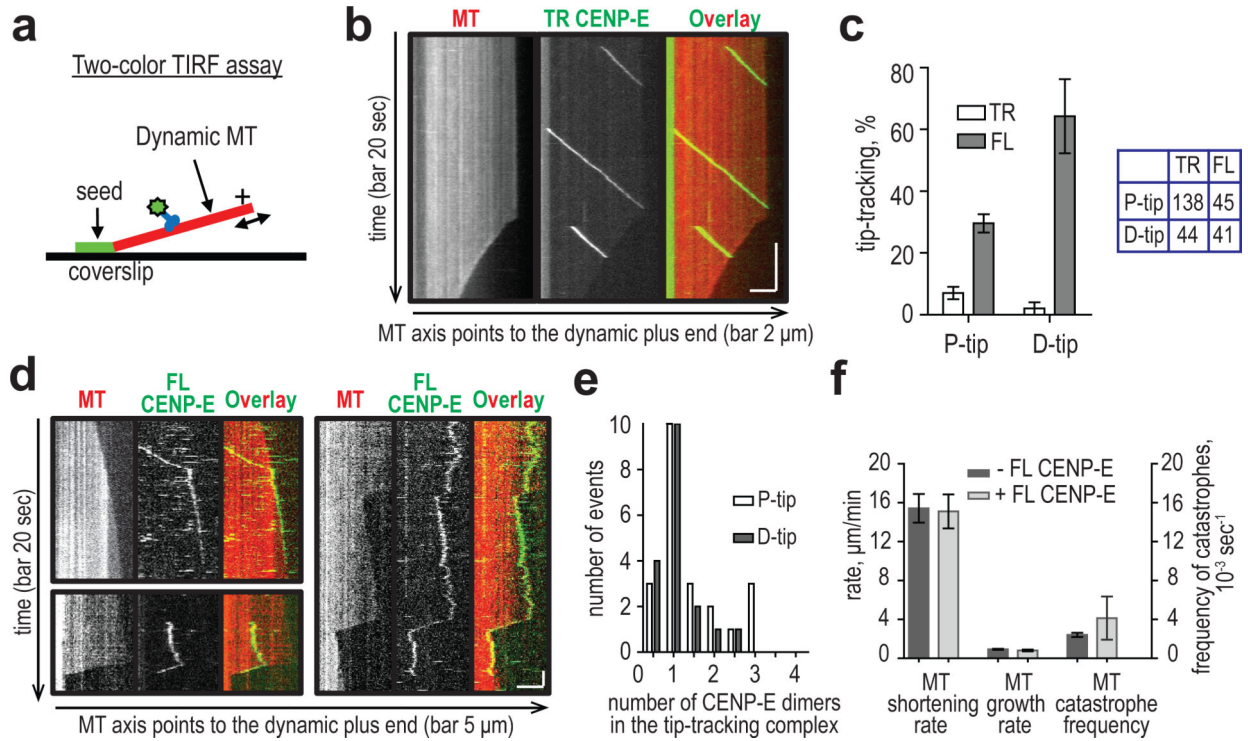 a
Two-color TIRF assay
Dynamic MT
seed
+
coverslip
b
MT
TR CENP-E
Overlay
time (bar 20 sec)
MT axis points to the dynamic plus end (bar 2 µm)
c
80
60
40
20
0
tip-tracking, %
TR
FL
P-tip
D-tip
TR FL
P-tip 138 45
D-tip 44 41
d
MT
FL
CENP-E
Overlay
MT
FL
CENP-E
Overlay
time (bar 20 sec)
MT axis points to the dynamic plus end (bar 5 µm)
e
10
8
6
4
2
0
number of events
P-tip
D-tip
0 1 2 3 4
number of CENP-E dimers
in the tip-tracking complex
f
20
16
12
8
4
0
rate, µm/min
- FL CENP-E
+ FL CENP-E
20
16
12
8
4
0
frequency of catastrophes,
10⁻³ sec⁻¹
MT
shortening
rate
MT
growth
rate
MT
catastrophe
frequency